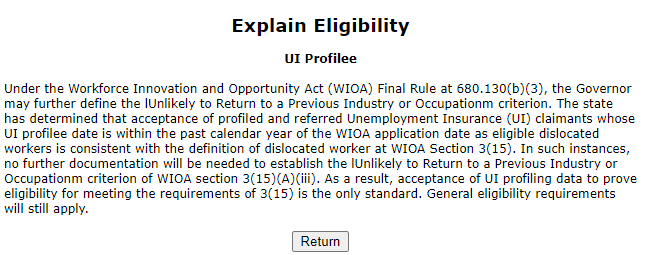 Explain Eligibility
UI Profilee
Under the Workforce Innovation and Opportunity Act (WIOA) Final Rule at 680.130(b)(3), the Governor
may further define the lUnlikely to Return to a Previous Industry or Occupationm criterion. The state
has determined that acceptance of profiled and referred Unemployment Insurance (UI) claimants whose
UI profilee date is within the past calendar year of the WIOA application date as eligible dislocated
workers is consistent with the definition of dislocated worker at WIOA Section 3(15). In such instances,
no further documentation will be needed to establish the lUnlikely to Return to a Previous Industry or
Occupationm criterion of WIOA section 3(15)(A)(iii). As a result, acceptance of UI profiling data to prove
eligibility for meeting the requirements of 3(15) is the only standard. General eligibility requirements
will still apply.
Return